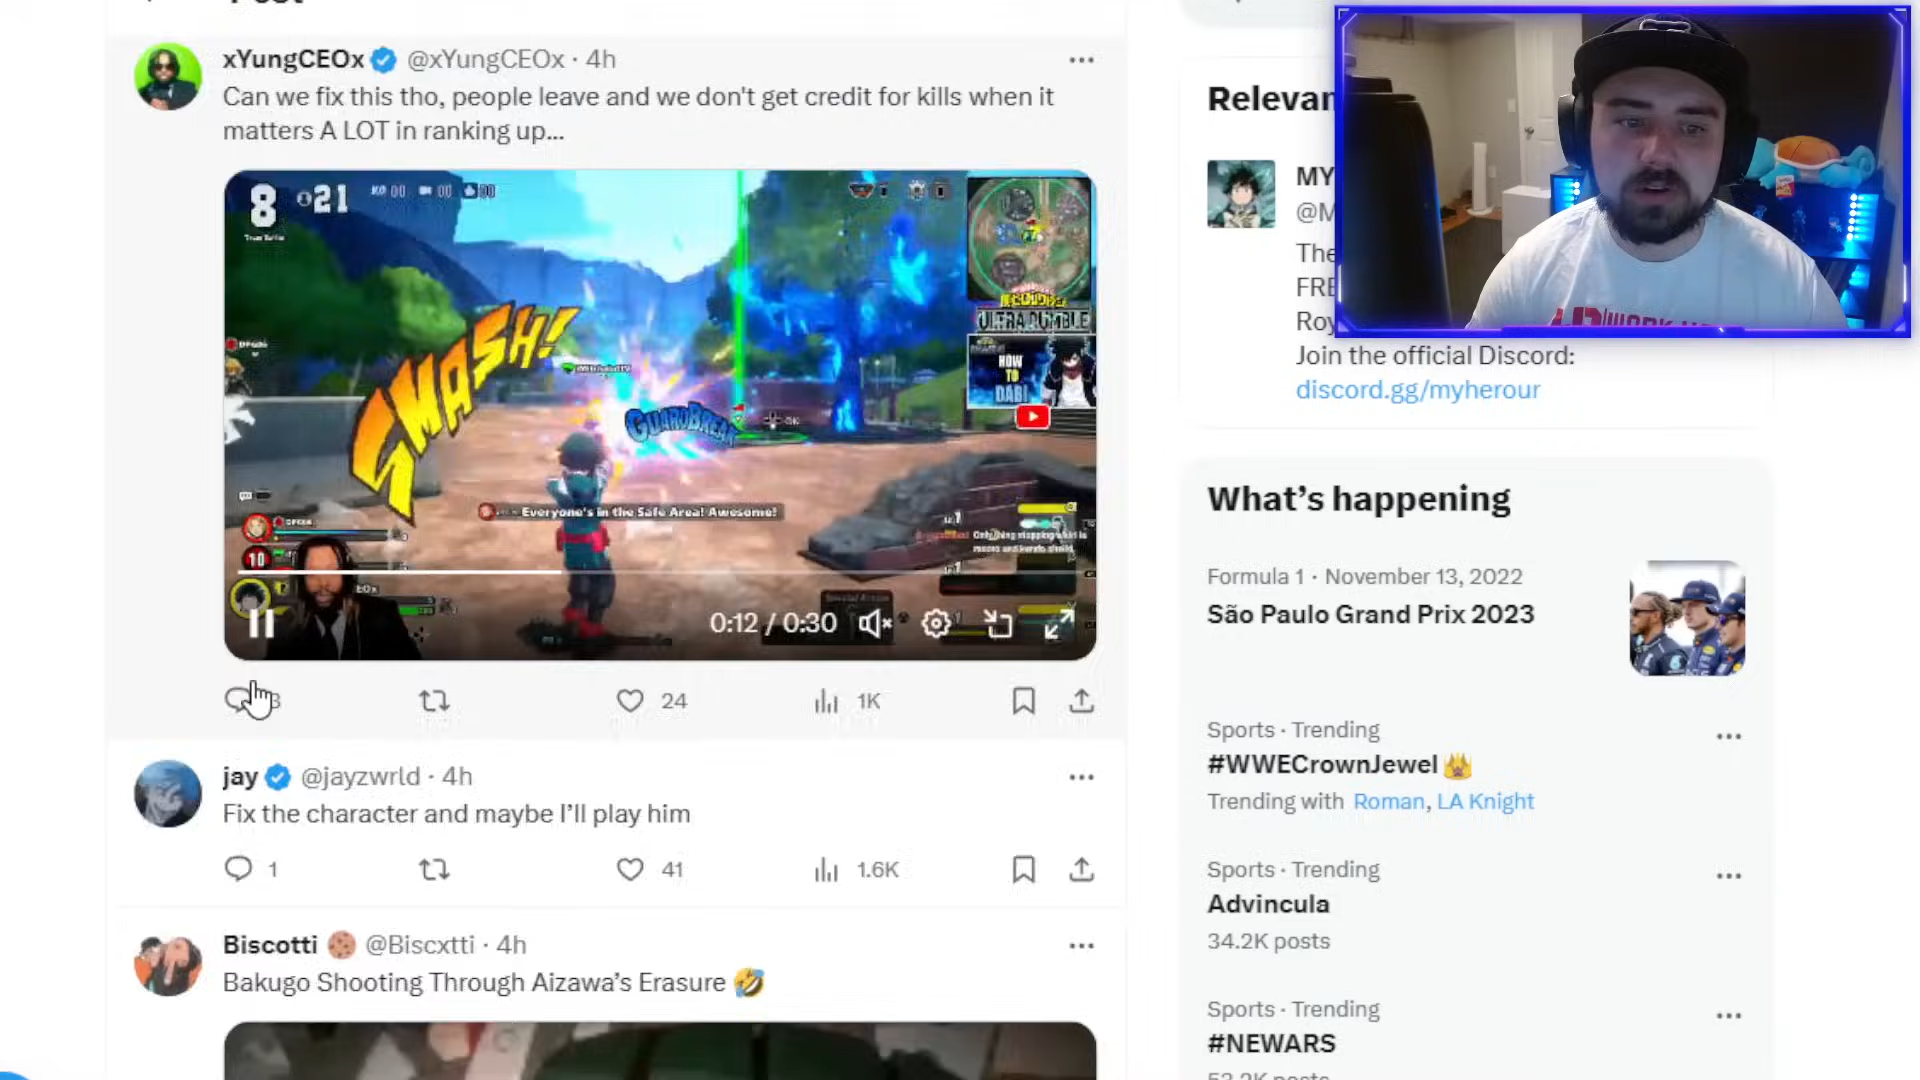 xYungCEOx @xYungCEOx · 4h
Can we fix this tho, people leave and we don't get credit for kills when it
matters A LOT in ranking up...
8 21 00 00 00
SMASH!
GUARDBREAK
ULTRA RUMBLE
HOW
TO
DABI
Everyone's in the Safe Area! Awesome!
10
0:12 / 0:30
24 1K
jay @jayzwrld · 4h
Fix the character and maybe I'll play him
1 41 1.6K
Biscotti @Biscxtti · 4h
Bakugo Shooting Through Aizawa's Erasure
Relevan
MY
@M
The
FRE
Roy
Join the official Discord:
discord.gg/myherour
What's happening
Formula 1 · November 13, 2022
São Paulo Grand Prix 2023
Sports · Trending
#WWECrownJewel
Trending with Roman, LA Knight
Sports · Trending
Advincula
34.2K posts
Sports · Trending
#NEWARS